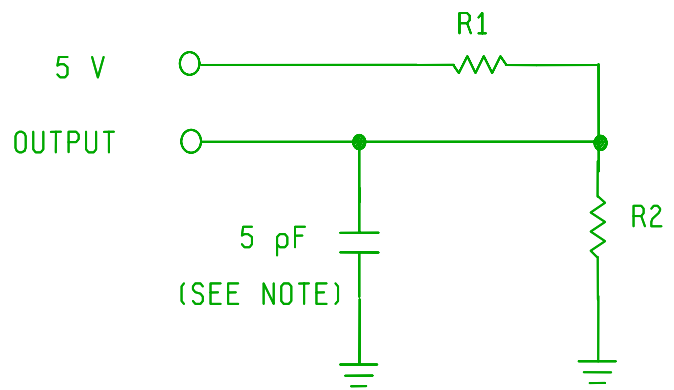 R1
5 V
OUTPUT
R2
5 pF
(SEE NOTE)